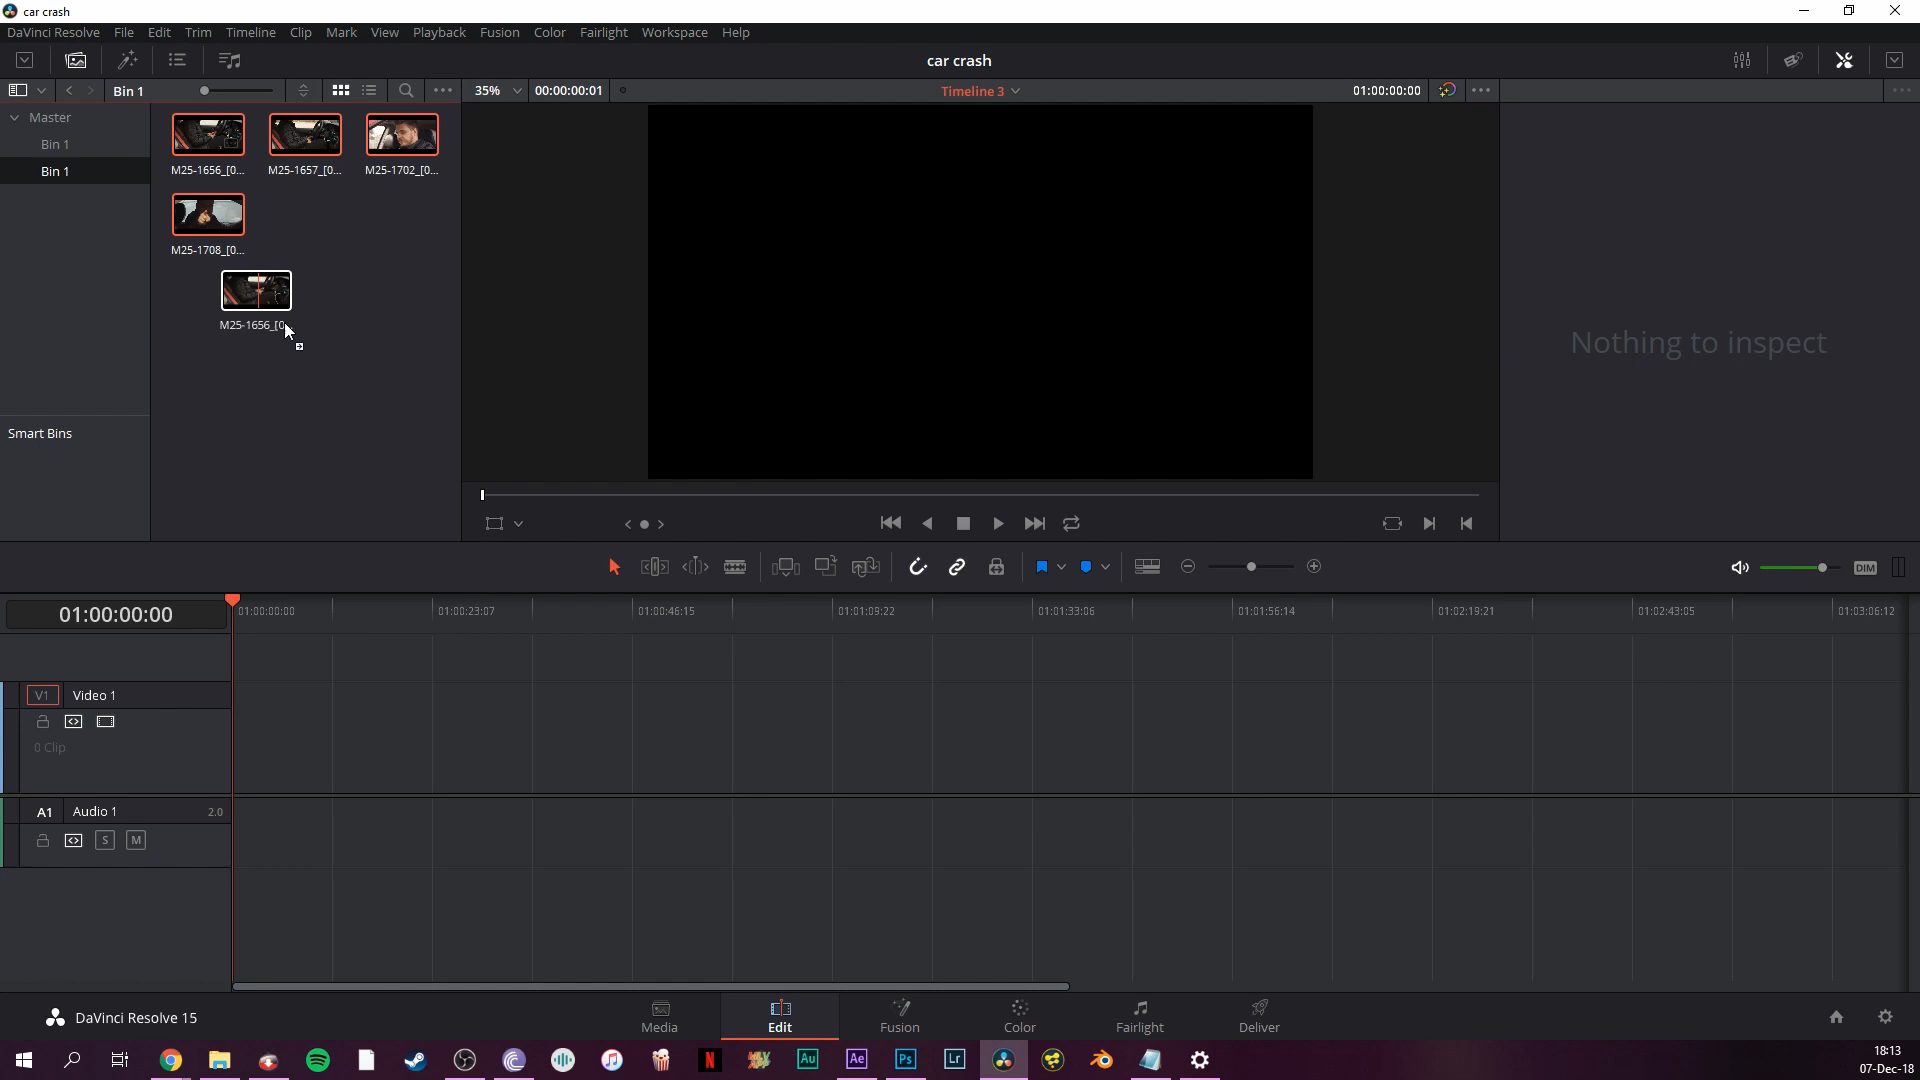 car crash
DaVinci Resolve File Edit Trim Timeline Clip Mark View Playback Fusion Color Fairlight Workspace Help
car crash
Bin 1
35%
00:00:00:01
Timeline 3
01:00:00:00
Master
Bin 1
Bin 1
M25-1656_[0...
M25-1657_[0...
M25-1702_[0...
M25-1708_[0...
M25-1656_[0
Smart Bins
Nothing to inspect
DIM
01:00:00:00
01:00:00:00
01:00:23:07
01:00:46:15
01:01:09:22
01:01:33:06
01:01:56:14
01:02:19:21
01:02:43:05
01:03:06:12
V1 Video 1
0 Clip
A1 Audio 1 2.0
S M
DaVinci Resolve 15
Media
Edit
Fusion
Color
Fairlight
Deliver
N
Au
Ae
Ps
Lr
18:13
07-Dec-18